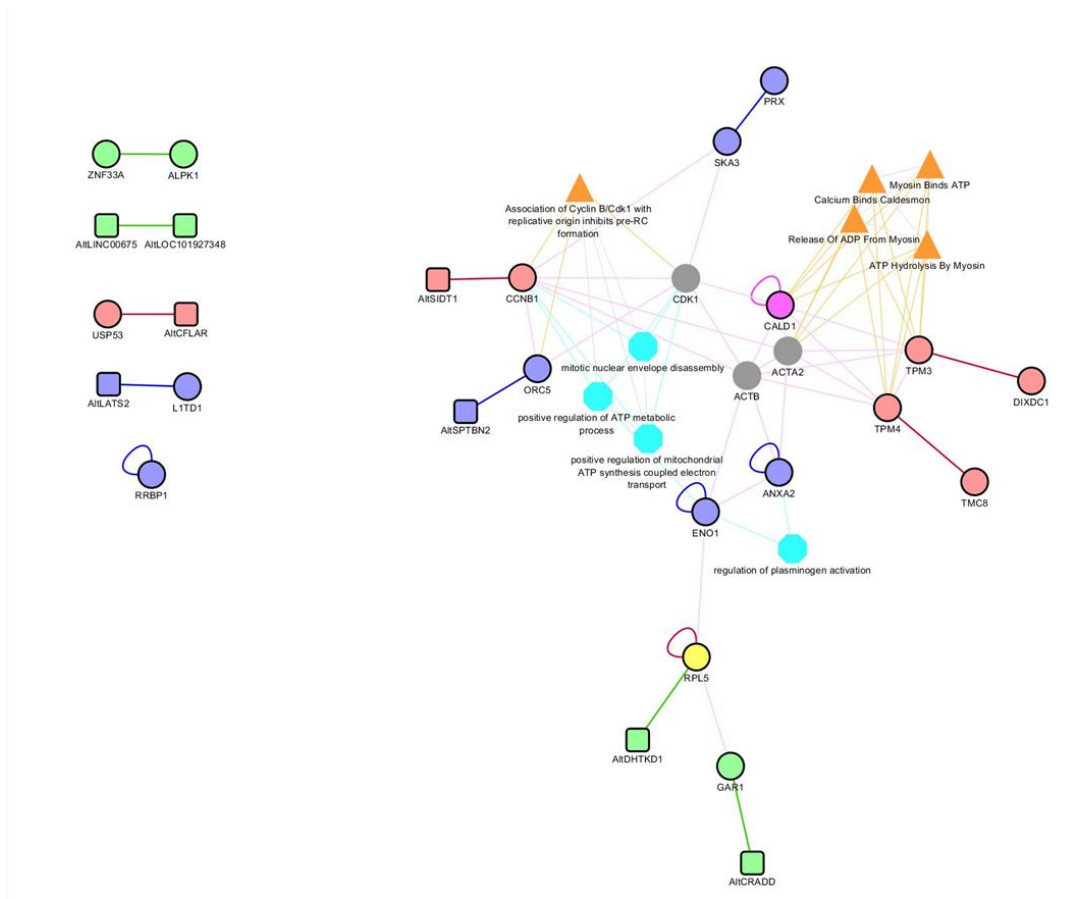 PRX
SKA3
ZNF33A
ALPK1
Myosin Binds ATP
Calcium Binds Caldesmon
Association of Cyclin B/Cdk1 with
replicative origin inhibits pre-RC
formation
AltLINC00675
AltLOC101927348
Release Of ADP From Myosin
ATP Hydrolysis By Myosin
AltSIDT1
CCNB1
CDK1
CALD1
USP53
AltCFLAR
mitotic nuclear envelope disassembly
ACTA2
TPM3
ORC5
ACTB
DIXDC1
AltLATS2
L1TD1
AltSPTBN2
positive regulation of ATP metabolic
process
TPM4
positive regulation of mitochondrial
ATP synthesis coupled electron
transport
RRBP1
ANXA2
TMC8
ENO1
regulation of plasminogen activation
RPL5
AltDHTKD1
GAR1
AltCRADD